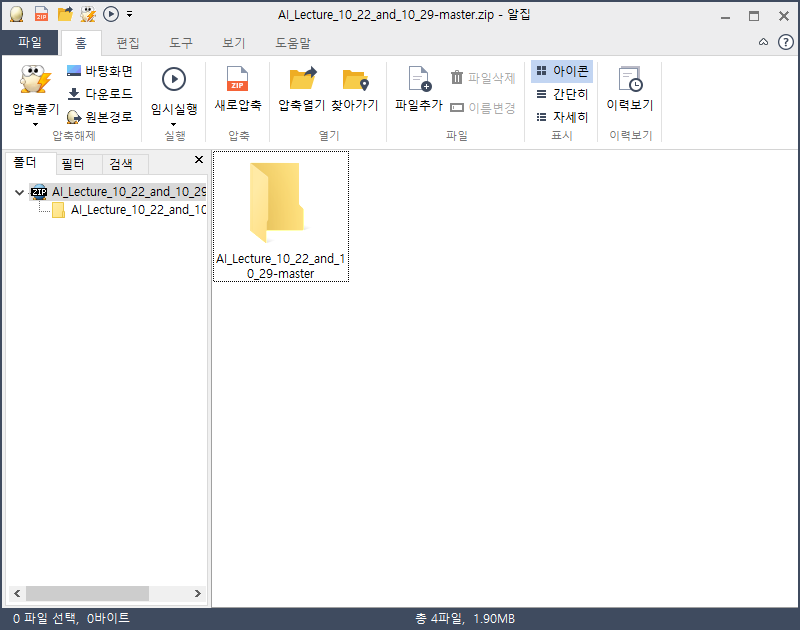 AI_Lecture_10_22_and_10_29-master.zip - 알집
파일 홈 편집 도구 보기 도움말
압축풀기
바탕화면
다운로드
원본경로
압축해제
임시실행
실행
ZIP
새로압축
압축
압축열기 찾아가기
열기
파일추가
파일삭제
이름변경
파일
아이콘
간단히
자세히
표시
이력보기
이력보기
폴더 필터 검색
ZIP AI_Lecture_10_22_and_10_29
AI_Lecture_10_22_and_10
AI_Lecture_10_22_and_1
0_29-master
0 파일 선택, 0바이트
총 4파일, 1.90MB